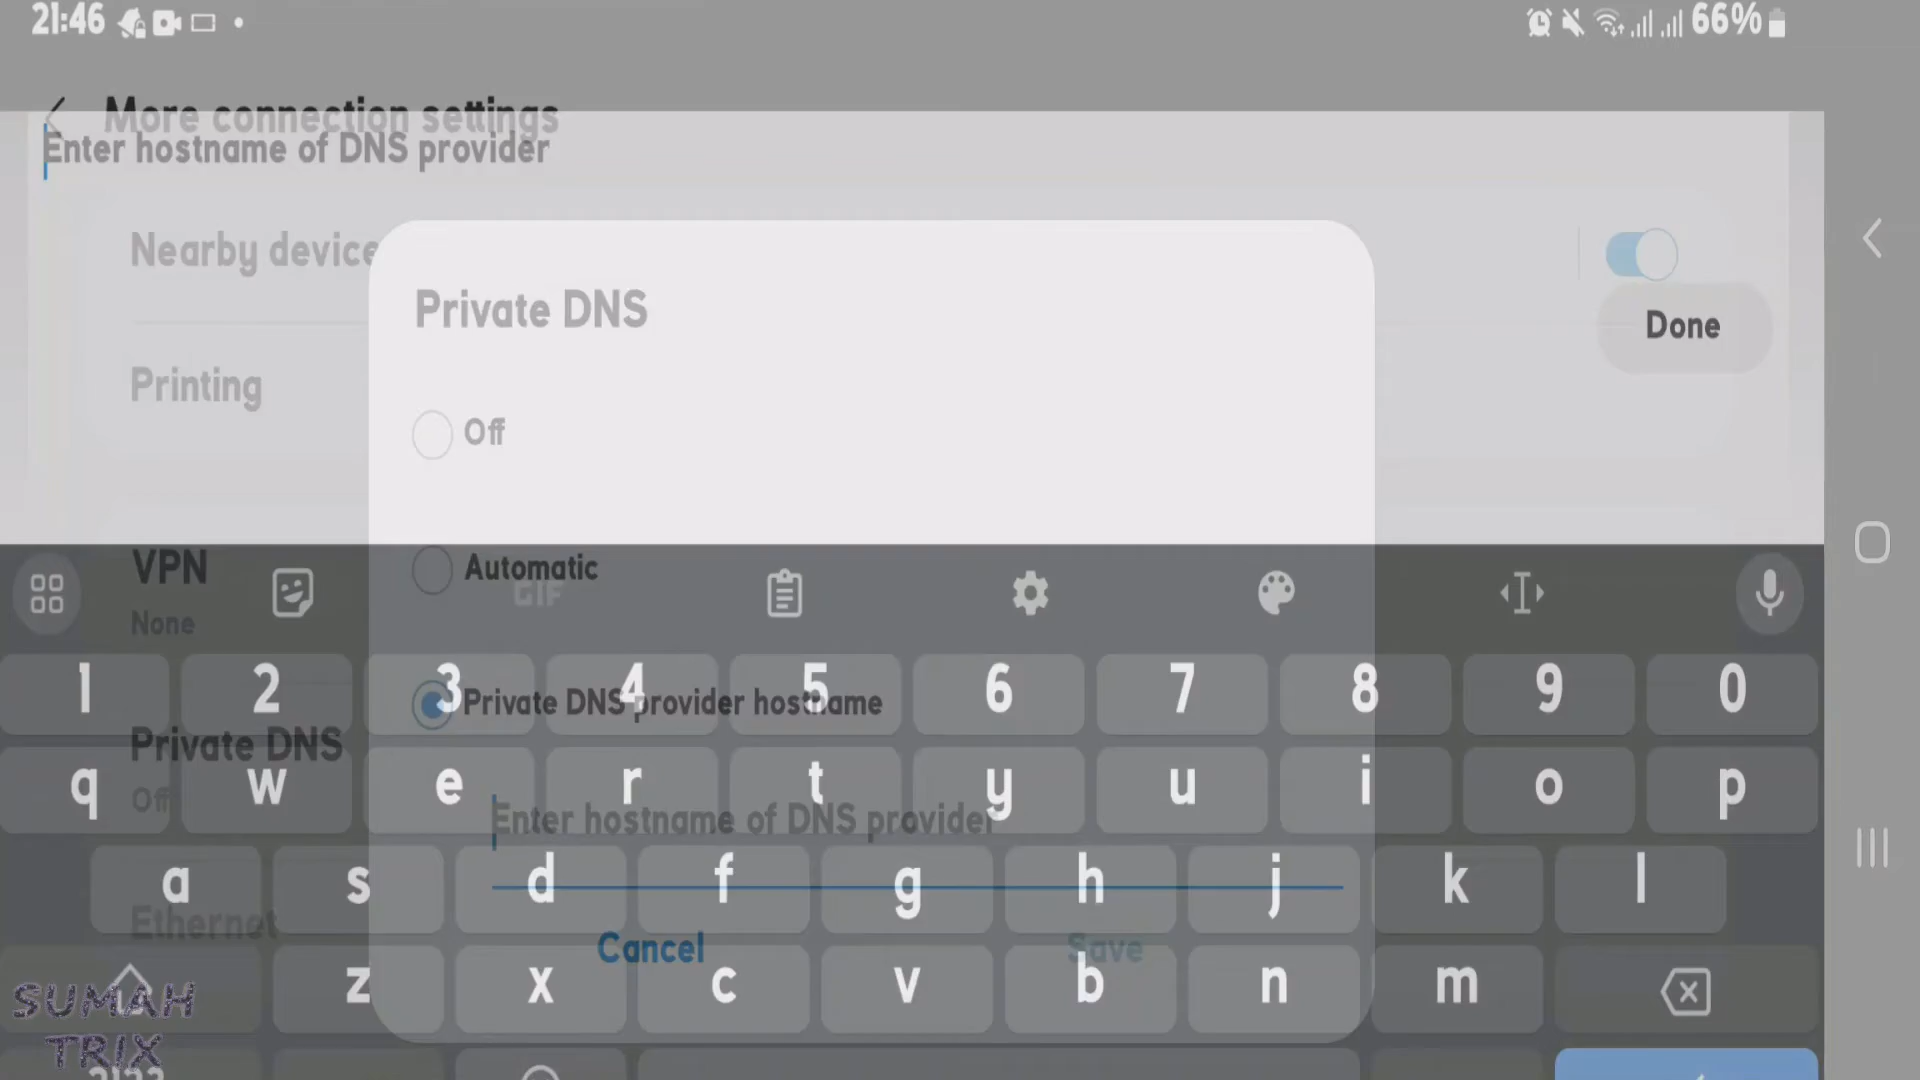 21:46
66%
More connection settings
Enter hostname of DNS provider
Nearby device
Private DNS
Done
Printing
Off
VPN
Automatic
GIF
None
1 2 3 4 5 6 7 8 9 0
Private DNS provider hostname
Private DNS
q w e r t y u i o p
Off
Enter hostname of DNS provider
a s d f g h j k l
Ethernet
Cancel
Save
z x c v b n m
SUMAH
TRIX